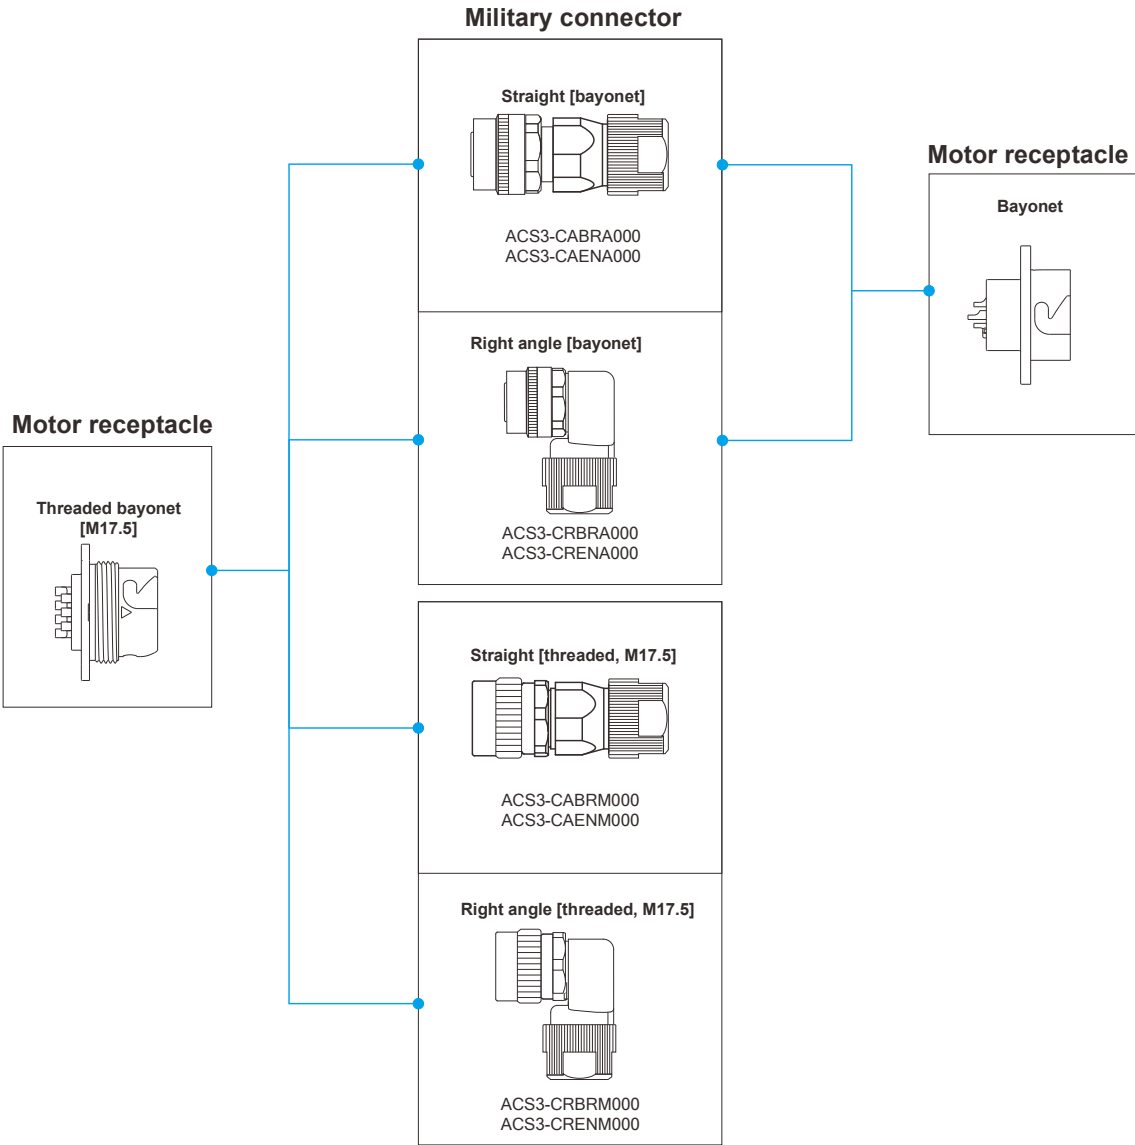 Military connector
Straight [bayonet]
ACS3-CABRA000
ACS3-CAENA000
Right angle [bayonet]
ACS3-CRBRA000
ACS3-CRENA000
Motor receptacle
Bayonet
Motor receptacle
Threaded bayonet
[M17.5]
Straight [threaded, M17.5]
ACS3-CABRM000
ACS3-CAENM000
Right angle [threaded, M17.5]
ACS3-CRBRM000
ACS3-CRENM000